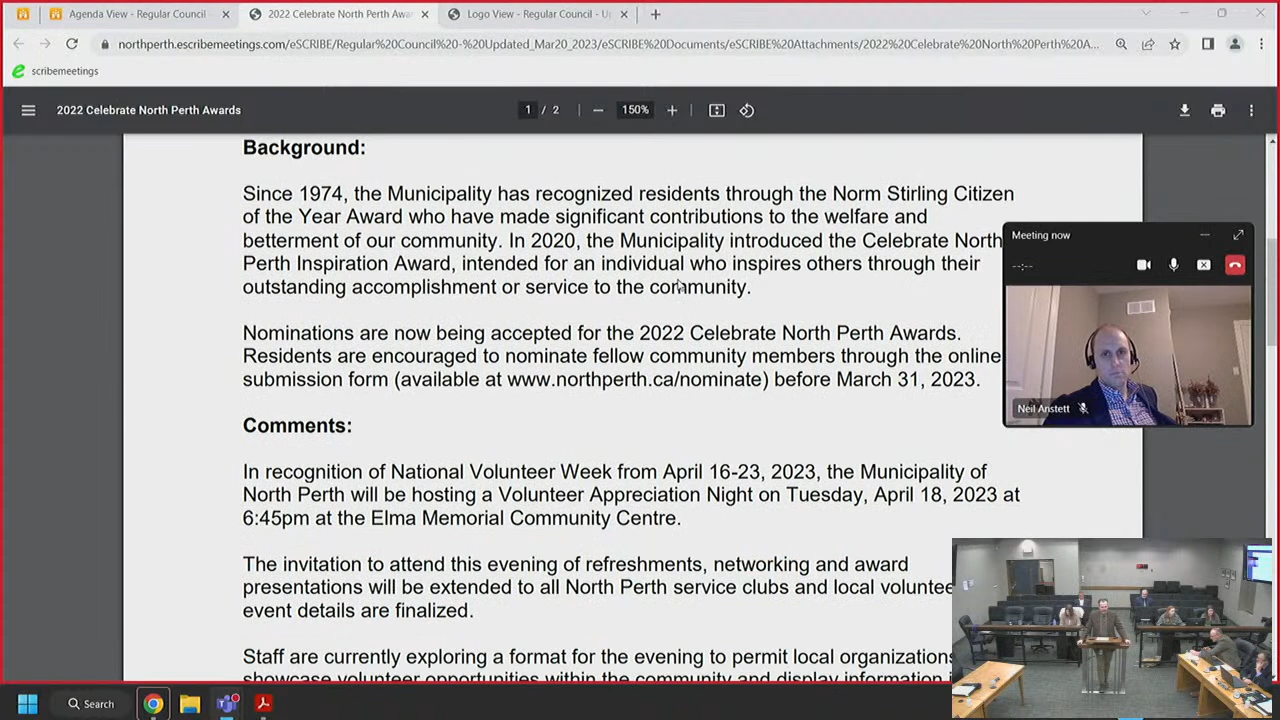 Agenda View - Regular Council
2022 Celebrate North Perth Awa
Logo View - Regular Council - U
northperth.escribemeetings.com/eSCRIBE/Regular%20Council%20-%20Updated_Mar20_2023/eSCRIBE%20Documents/eSCRIBE%20Attachments/2022%20Celebrate%20North%20Perth%20A...
scribemeetings
2022 Celebrate North Perth Awards
1 / 2
150%
Background:
Since 1974, the Municipality has recognized residents through the Norm Stirling Citizen
of the Year Award who have made significant contributions to the welfare and
betterment of our community. In 2020, the Municipality introduced the Celebrate North
Perth Inspiration Award, intended for an individual who inspires others through their
outstanding accomplishment or service to the community.
Nominations are now being accepted for the 2022 Celebrate North Perth Awards.
Residents are encouraged to nominate fellow community members through the online
submission form (available at www.northperth.ca/nominate) before March 31, 2023.
Meeting now
--:--
Neil Anstett
Comments:
In recognition of National Volunteer Week from April 16-23, 2023, the Municipality of
North Perth will be hosting a Volunteer Appreciation Night on Tuesday, April 18, 2023 at
6:45pm at the Elma Memorial Community Centre.
The invitation to attend this evening of refreshments, networking and award
presentations will be extended to all North Perth service clubs and local voluntee
event details are finalized.
Staff are currently exploring a format for the evening to permit local organizations
showcase volunteer opportunities within the community and display information
Search